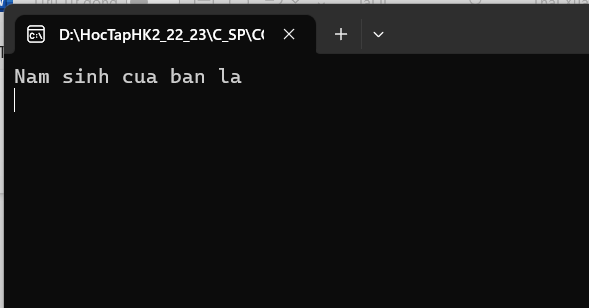 D:\HocTapHK2_22_23\C_SP\C
Nam sinh cua ban la